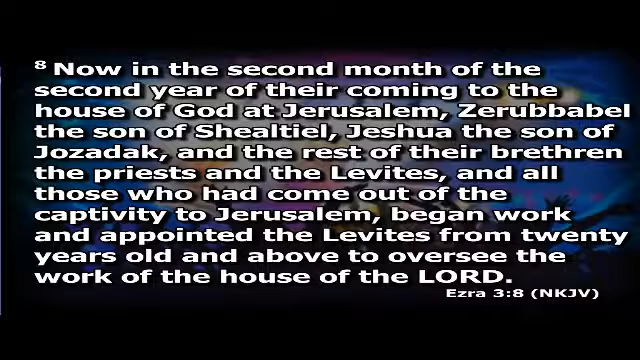 8 Now in the second month of the
second year of their coming to the
house of God at Jerusalem, Zerubbabel
the son of Shealtiel, Jeshua the son of
Jozadak, and the rest of their brethren
the priests and the Levites, and all
those who had come out of the
captivity to Jerusalem, began work
and appointed the Levites from twenty
years old and above to oversee the
work of the house of the LORD.
Ezra 3:8 (NKJV)